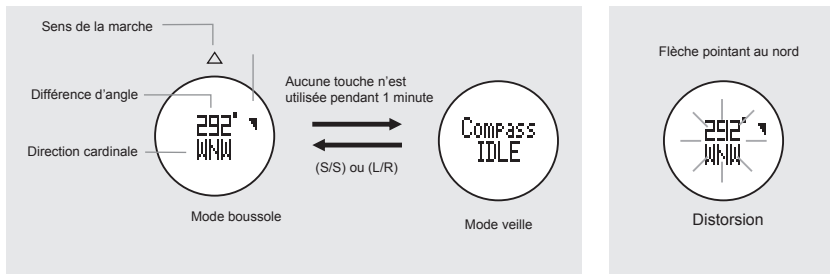 Sens de la marche
Différence d’angle
292°
WNW
Direction cardinale
Mode boussole
Aucune touche n’est
utilisée pendant 1 minute
(S/S) ou (L/R)
Compass
IDLE
Mode veille
Flèche pointant au nord
292°
WNW
Distorsion